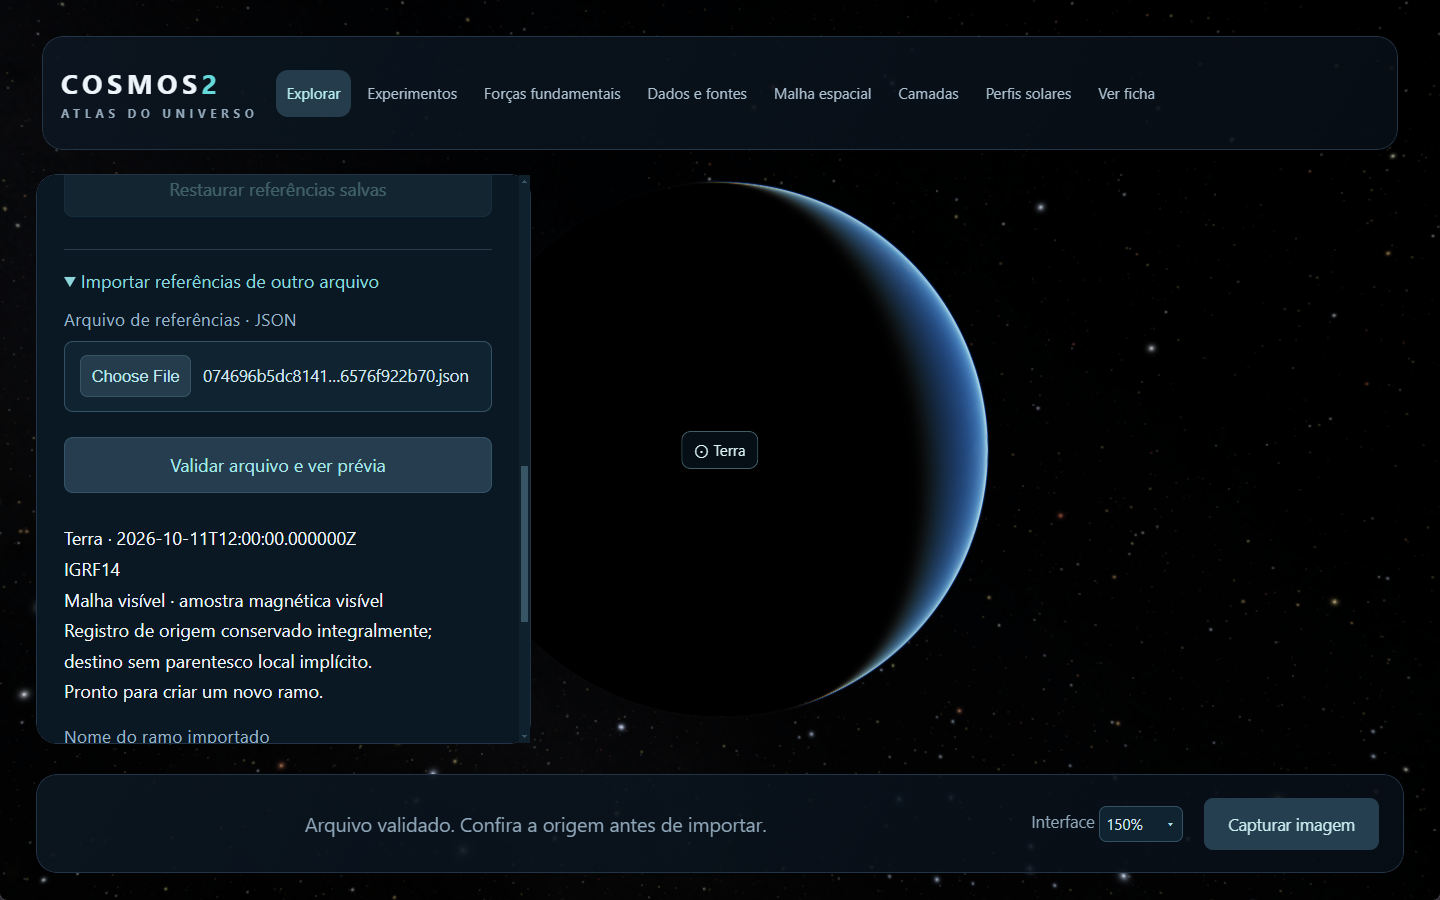 COSMOS2
ATLAS DO UNIVERSO
Explorar
Experimentos
Forças fundamentais
Dados e fontes
Malha espacial
Camadas
Perfis solares
Ver ficha
Restaurar referências salvas
▼ Importar referências de outro arquivo
Arquivo de referências · JSON
Choose File 074696b5dc8141...6576f922b70.json
Validar arquivo e ver prévia
Terra · 2026-10-11T12:00:00.000000Z
IGRF14
Malha visível · amostra magnética visível
Registro de origem conservado integralmente;
destino sem parentesco local implícito.
Pronto para criar um novo ramo.
Nome do ramo importado
Terra
Arquivo validado. Confira a origem antes de importar.
Interface 150%
Capturar imagem